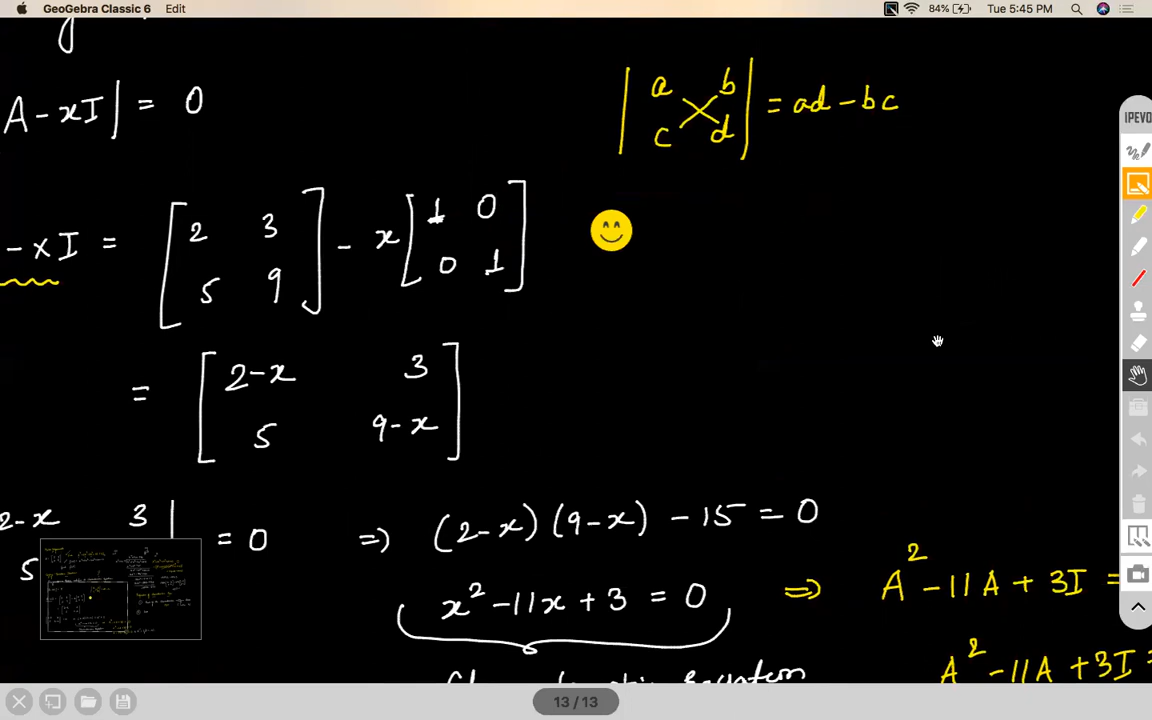 GeoGebra Classic 6 Edit 84% Tue 5:45 PM
A - xI| = 0
| a b |
| c d | = ad - bc
IPEVO
- xI = [2 3; 5 9] - x[1 0; 0 1]
= [2-x 3; 5 9-x]
2-x 3| = 0 ⇒ (2-x)(9-x) - 15 = 0
5
x² - 11x + 3 = 0 ⇒ A² - 11A + 3I =
A² - 11A + 3I =
Equation
13/13